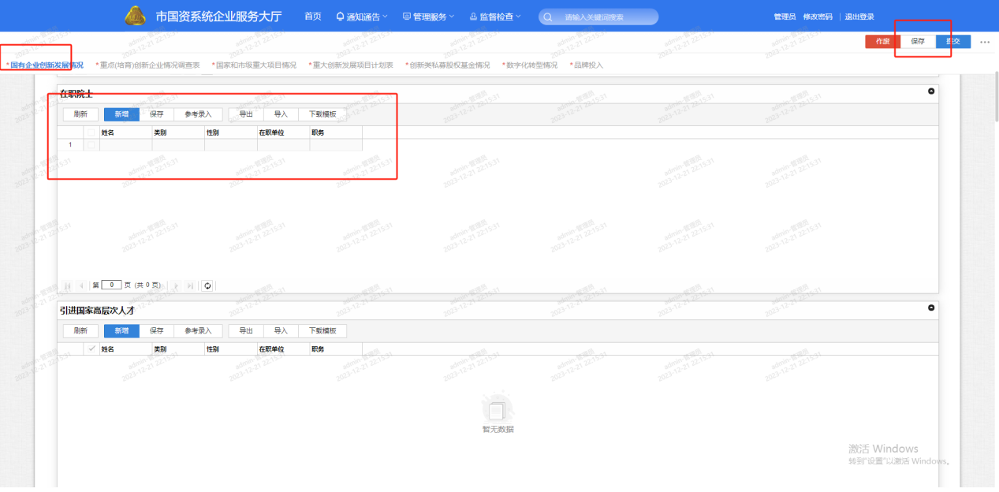 市国资系统企业服务大厅 首页 通知通告 管理服务 监督检查 请输入关键词搜索 管理员 修改密码 退出登录
作废 保存 提交
*国有企业创新发展情况 *重点(培育)创新企业情况调查表 *国家和市级重大项目情况 *重大创新发展项目计划表 *创新类私募股权基金情况 *数字化转型情况 *品牌投入
在职院士
刷新 新增 保存 参考录入 导出 导入 下载模板
姓名 类别 性别 在职单位 职务
1
第 0 页 (共 0 页)
引进国家高层次人才
刷新 新增 保存 参考录入 导出 导入 下载模板
姓名 类别 性别 在职单位 职务
暂无数据
激活 Windows
转到"设置"以激活 Windows。
admin-管理员
2023-12-21 22:15:31